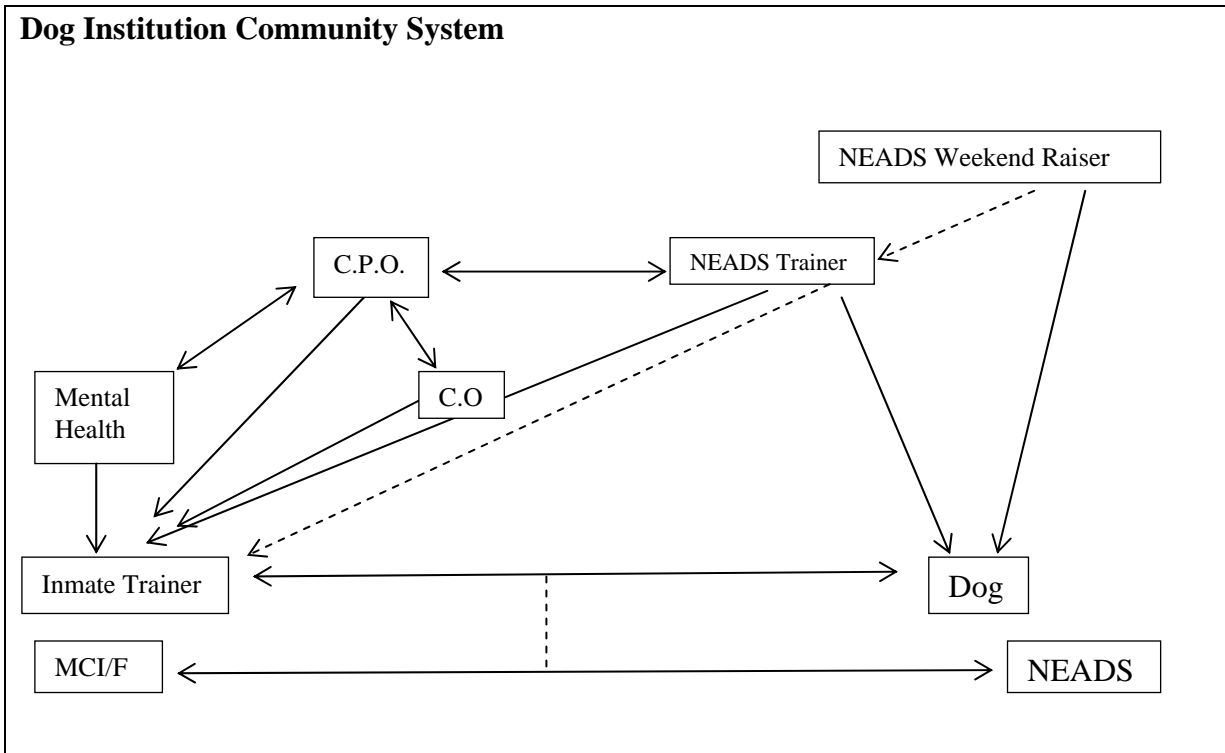 Dog Institution Community System
NEADS Weekend Raiser
C.P.O.
NEADS Trainer
Mental
Health
C.O
Inmate Trainer
Dog
MCI/F
NEADS